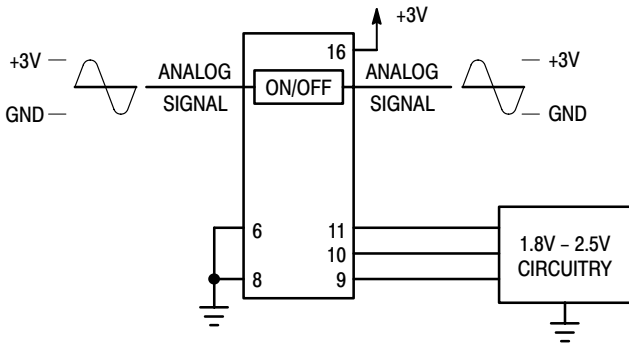 +3V
16
+3V
ANALOG
SIGNAL
ON/OFF
ANALOG
SIGNAL
+3V
GND
GND
6
11
10
8
9
1.8V – 2.5V
CIRCUITRY